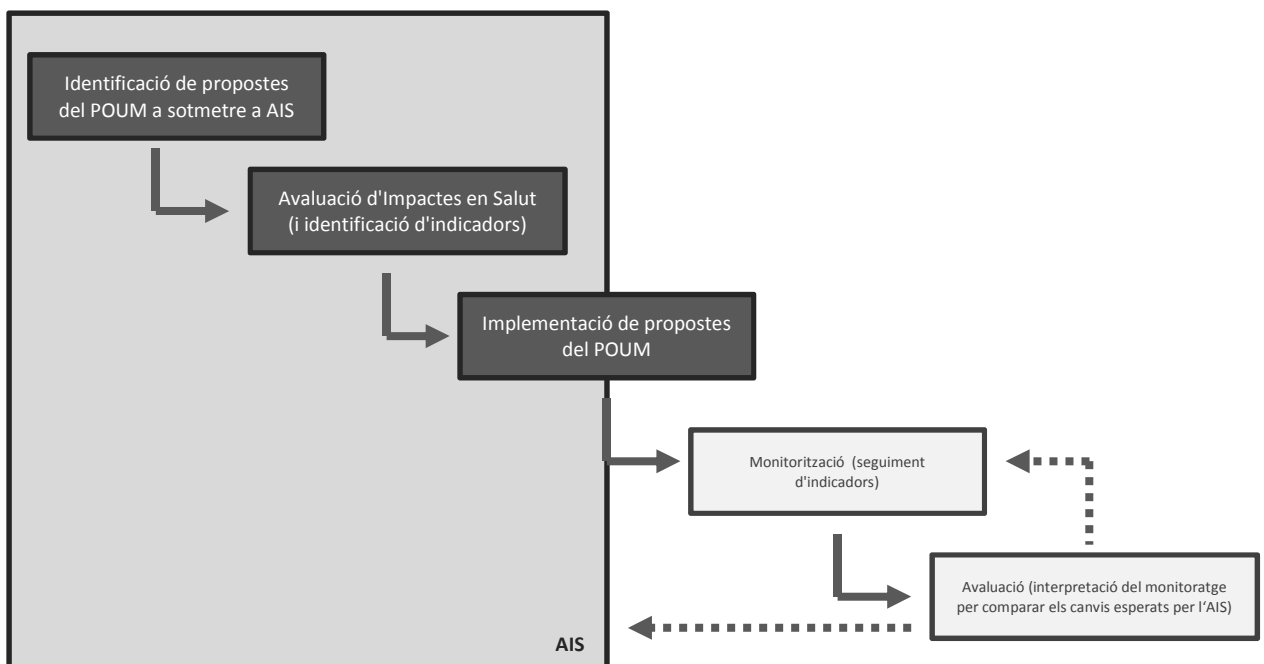 Identificació de propostes
del POUM a sotmetre a AIS
Avaluació d'Impactes en Salut
(i identificació d'indicadors)
Implementació de propostes
del POUM
Monitorització (seguiment
d'indicadors)
Avaluació (interpretació del monitoratge
per comparar els canvis esperats per l‘AIS)
AIS